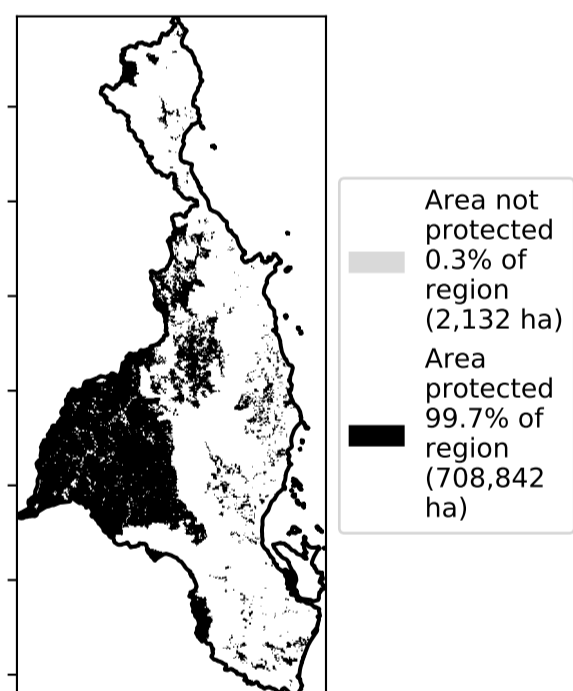 Area not
protected
0.3% of
region
(2,132 ha)
Area
protected
99.7% of
region
(708,842
ha)